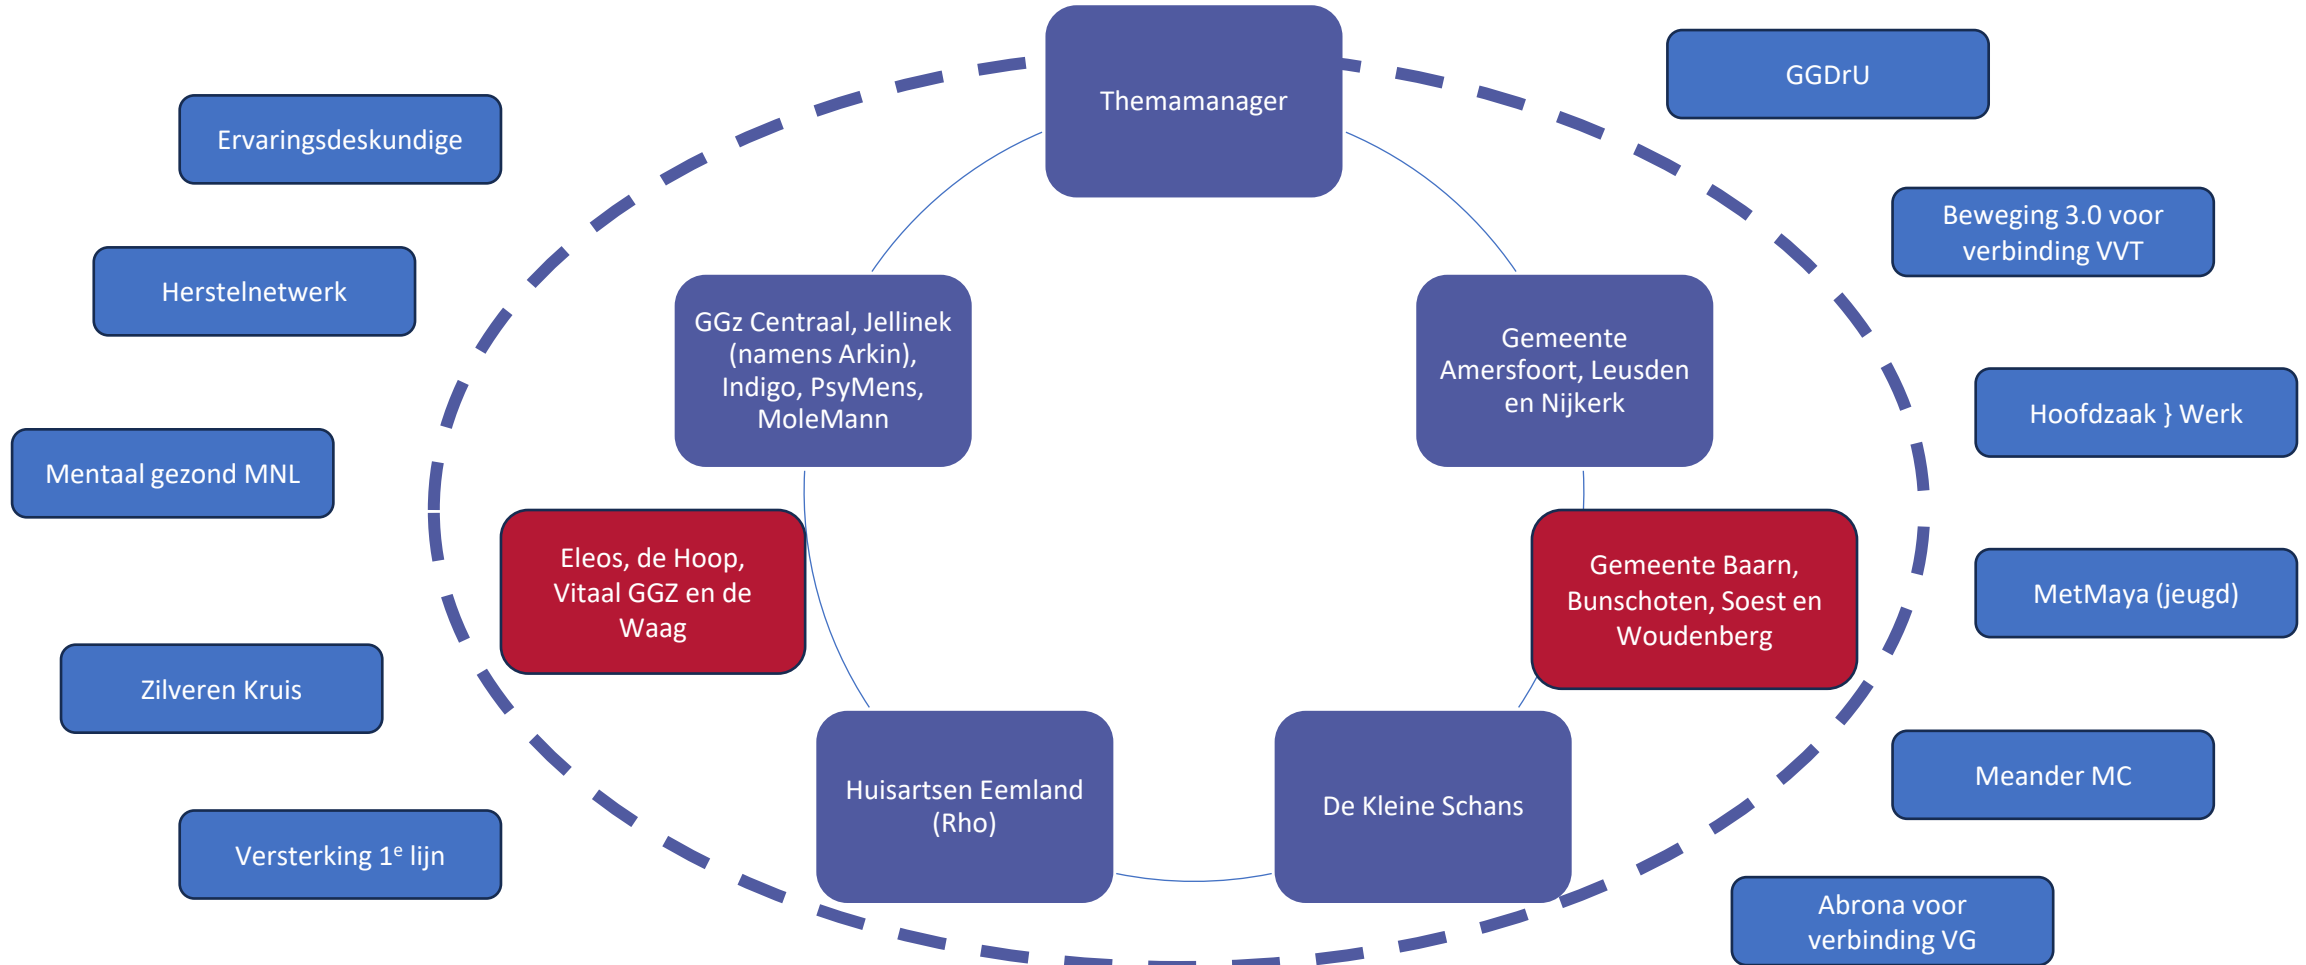 Themamanager
GGDrU
Ervaringsdeskundige
Beweging 3.0 voor
verbinding VVT
Herstelnetwerk
GGz Centraal, Jellinek
(namens Arkin),
Indigo, PsyMens,
MoleMann
Gemeente
Amersfoort, Leusden
en Nijkerk
Hoofdzaak } Werk
Mentaal gezond MNL
Eleos, de Hoop,
Vitaal GGZ en de
Waag
Gemeente Baarn,
Bunschoten, Soest en
Woudenberg
MetMaya (jeugd)
Zilveren Kruis
Huisartsen Eemland
(Rho)
De Kleine Schans
Meander MC
Versterking 1e lijn
Abrona voor
verbinding VG